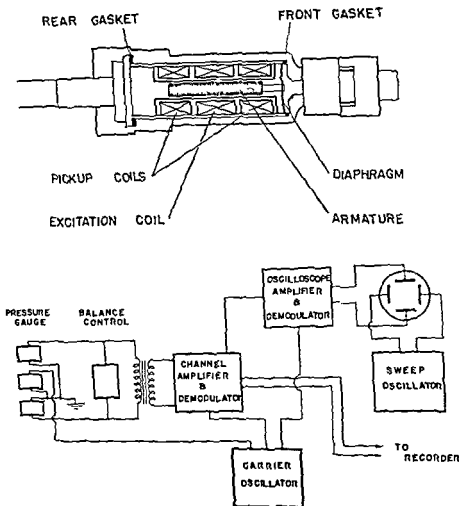 REAR GASKET
FRONT GASKET
PICKUP COILS
DIAPHRAGM
EXCITATION COIL
ARMATURE
OSCILLOSCOPE
AMPLIFIER
&
DEMODULATOR
PRESSURE
GAUGE
BALANCE
CONTROL
CHANNEL
AMPLIFIER
&
DEMODULATOR
SWEEP
OSCILLATOR
CARRIER
OSCILLATOR
TO
RECORDER